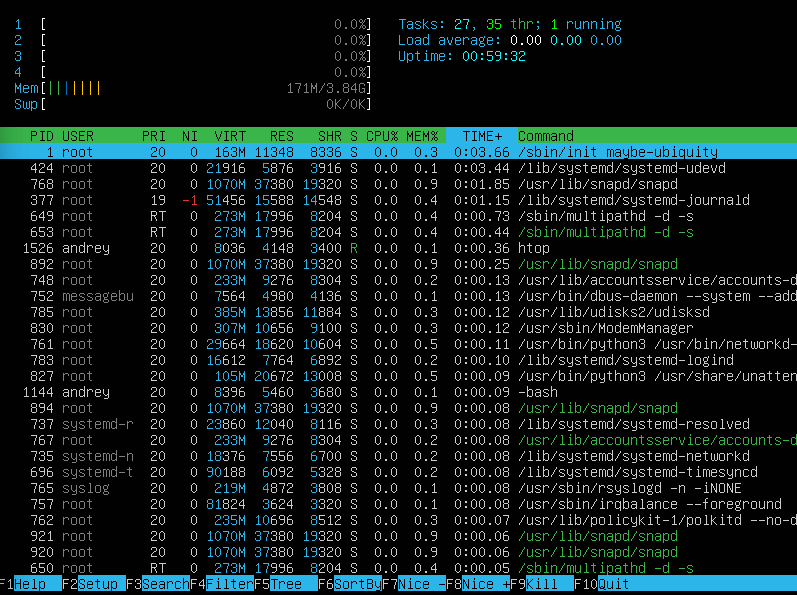 1 [ 0.0%] Tasks: 27, 35 thr; 1 running
2 [ 0.0%] Load average: 0.00 0.00 0.00
3 [ 0.0%] Uptime: 00:59:32
4 [ 0.0%]
Mem[||||||| 171M/3.84G]
Swp[ 0K/0K]
PID USER PRI NI VIRT RES SHR S CPU% MEM% TIME+ Command
1 root 20 0 163M 11348 8336 S 0.0 0.3 0:03.66 /sbin/init maybe-ubiquity
424 root 20 0 21916 5876 3916 S 0.0 0.1 0:03.44 /lib/systemd/systemd-udevd
768 root 20 0 1070M 37380 19320 S 0.0 0.9 0:01.85 /usr/lib/snapd/snapd
377 root 19 -1 51456 15588 14548 S 0.0 0.4 0:01.15 /lib/systemd/systemd-journald
649 root RT 0 273M 17996 8204 S 0.0 0.4 0:00.73 /sbin/multipathd -d -s
653 root RT 0 273M 17996 8204 S 0.0 0.4 0:00.44 /sbin/multipathd -d -s
1526 andrey 20 0 8036 4148 3400 R 0.0 0.1 0:00.36 htop
892 root 20 0 1070M 37380 19320 S 0.0 0.9 0:00.25 /usr/lib/snapd/snapd
748 root 20 0 233M 9276 8304 S 0.0 0.2 0:00.13 /usr/lib/accountsservice/accounts-d
752 messagebu 20 0 7564 4980 4136 S 0.0 0.1 0:00.13 /usr/bin/dbus-daemon --system --add
785 root 20 0 385M 13856 11884 S 0.0 0.3 0:00.12 /usr/lib/udisks2/udisksd
830 root 20 0 307M 10656 9100 S 0.0 0.3 0:00.12 /usr/sbin/ModemManager
761 root 20 0 29664 18620 10604 S 0.0 0.5 0:00.11 /usr/bin/python3 /usr/bin/networkd-
783 root 20 0 16612 7764 6892 S 0.0 0.2 0:00.10 /lib/systemd/systemd-logind
827 root 20 0 105M 20672 13008 S 0.0 0.5 0:00.09 /usr/bin/python3 /usr/share/unatten
1144 andrey 20 0 8396 5460 3680 S 0.0 0.1 0:00.09 -bash
894 root 20 0 1070M 37380 19320 S 0.0 0.9 0:00.08 /usr/lib/snapd/snapd
737 systemd-r 20 0 23860 12040 8116 S 0.0 0.3 0:00.08 /lib/systemd/systemd-resolved
767 root 20 0 233M 9276 8304 S 0.0 0.2 0:00.08 /usr/lib/accountsservice/accounts-d
735 systemd-n 20 0 18376 7556 6700 S 0.0 0.2 0:00.08 /lib/systemd/systemd-networkd
696 systemd-t 20 0 90188 6092 5328 S 0.0 0.2 0:00.08 /lib/systemd/systemd-timesyncd
765 syslog 20 0 219M 4872 3808 S 0.0 0.1 0:00.08 /usr/sbin/rsyslogd -n -iNONE
757 root 20 0 81824 3624 3320 S 0.0 0.1 0:00.08 /usr/sbin/irqbalance --foreground
762 root 20 0 235M 10696 8512 S 0.0 0.3 0:00.07 /usr/lib/policykit-1/polkitd --no-d
921 root 20 0 1070M 37380 19320 S 0.0 0.9 0:00.06 /usr/lib/snapd/snapd
920 root 20 0 1070M 37380 19320 S 0.0 0.9 0:00.06 /usr/lib/snapd/snapd
650 root RT 0 273M 17996 8204 S 0.0 0.4 0:00.05 /sbin/multipathd -d -s
F1Help F2Setup F3SearchF4FilterF5Tree F6SortByF7Nice -F8Nice +F9Kill F10Quit